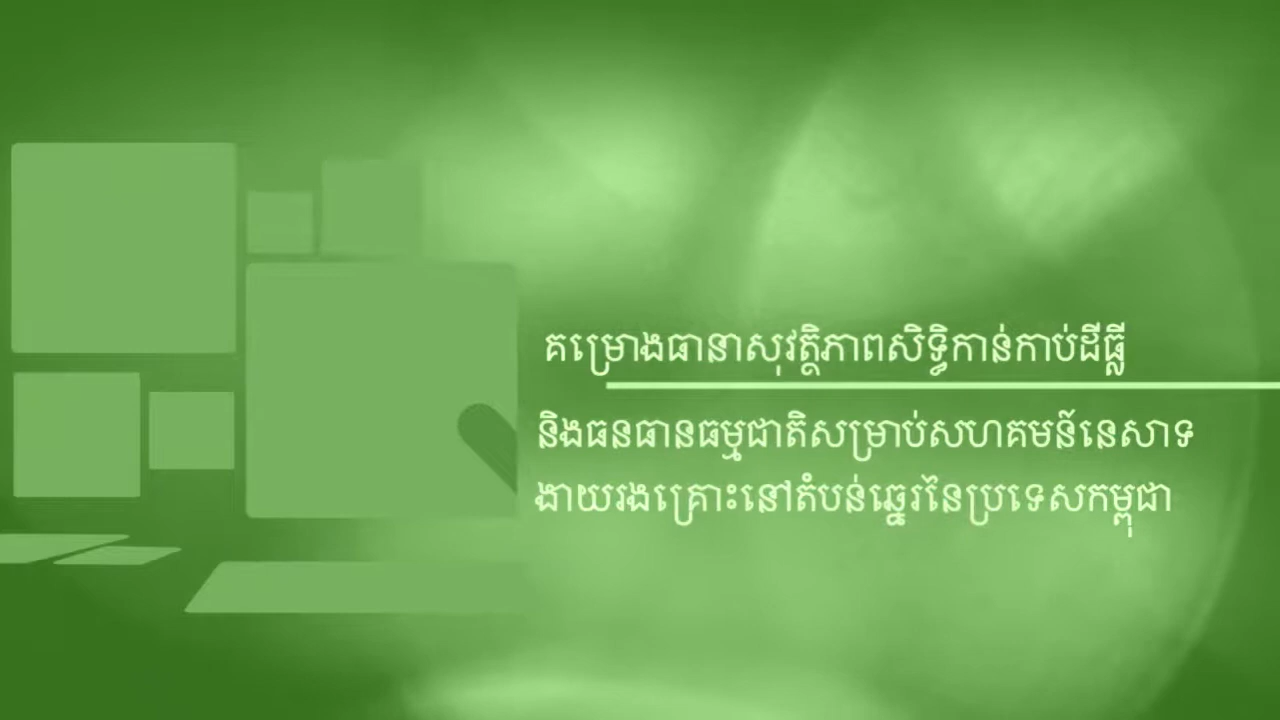 គម្រោងធានាសុវត្ថិភាពសិទ្ធិកាន់កាប់ដីធ្លី
និងធនធានធម្មជាតិសម្រាប់សហគមន៍នេសាទ
ងាយរងគ្រោះនៅតំបន់ឆ្នេរនៃប្រទេសកម្ពុជា